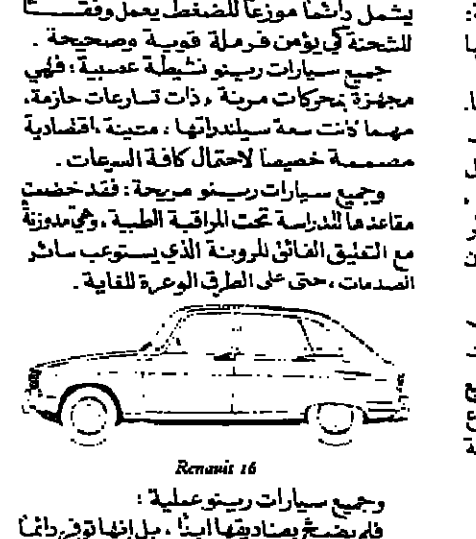 يشمل دائما موزعا للضغط يعمل وفقا
للشحنة كي يؤمن فرملة قوية وصحيحة .
جميع سيارات رينو نشيطة عصبية : فهي
مجهزة بمحركات مرنة ، ذات تسارعات حازمة ،
مهما كانت سعة سيلندراتها ، متينة ، اقتصادية
مصممة خصيصا لاحتمال كافة السرعات .
وجميع سيارات رينو مريحة : فقد خضعت
مقاعدها للدراسة تحت المراقبة الطبية ، وهي مدوزنة
مع التعليق الفائق المرونة الذي يستوعب سائر
الصدمات ، حتى على الطرق الوعرة للغاية .
Renault 16
وجميع سيارات رينو عملية :
فلم يضح بصناديقها ابدا ، بل إنها توفر دائما